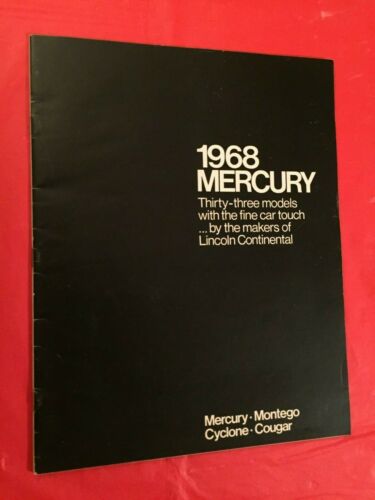 1968
MERCURY
Thirty-three models
with the fine car touch
... by the makers of
Lincoln Continental
Mercury · Montego
Cyclone · Cougar